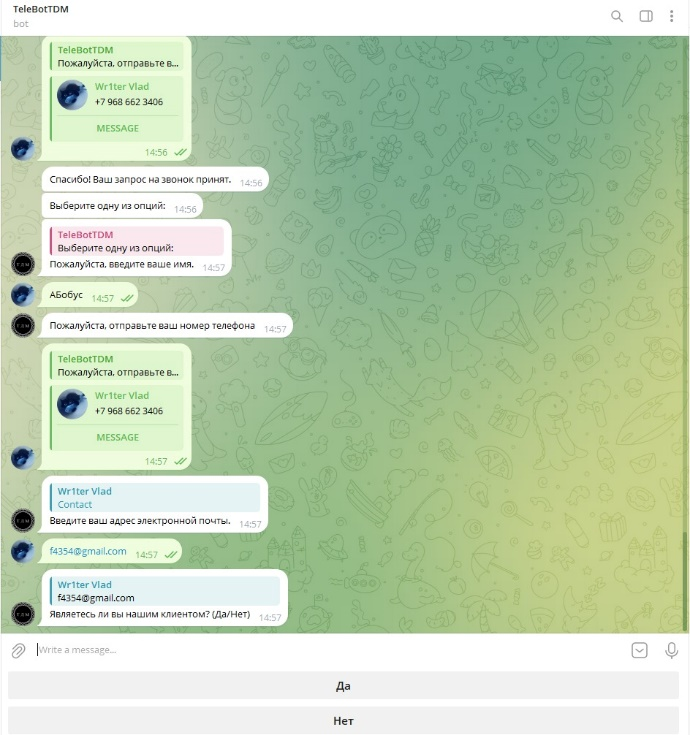 TeleBotTDM
bot
TeleBotTDM
Пожалуйста, отправьте в...
Wr1ter Vlad
+7 968 662 3406
MESSAGE
14:56
Спасибо! Ваш запрос на звонок принят. 14:56
Выберите одну из опций: 14:56
TeleBotTDM
Выберите одну из опций:
Пожалуйста, введите ваше имя. 14:57
АБобус 14:57
Пожалуйста, отправьте ваш номер телефона 14:57
TeleBotTDM
Пожалуйста, отправьте в...
Wr1ter Vlad
+7 968 662 3406
MESSAGE
14:57
Wr1ter Vlad
Contact
Введите ваш адрес электронной почты. 14:57
f4354@gmail.com 14:57
Wr1ter Vlad
f4354@gmail.com
Являетесь ли вы нашим клиентом? (Да/Нет) 14:57
Write a message...
Да
Нет